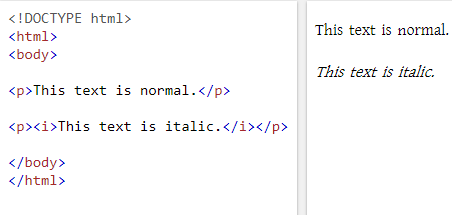 <!DOCTYPE html>
<html>
<body>
<p>This text is normal.</p>
<p><i>This text is italic.</i></p>
</body>
</html>
This text is normal.
This text is italic.